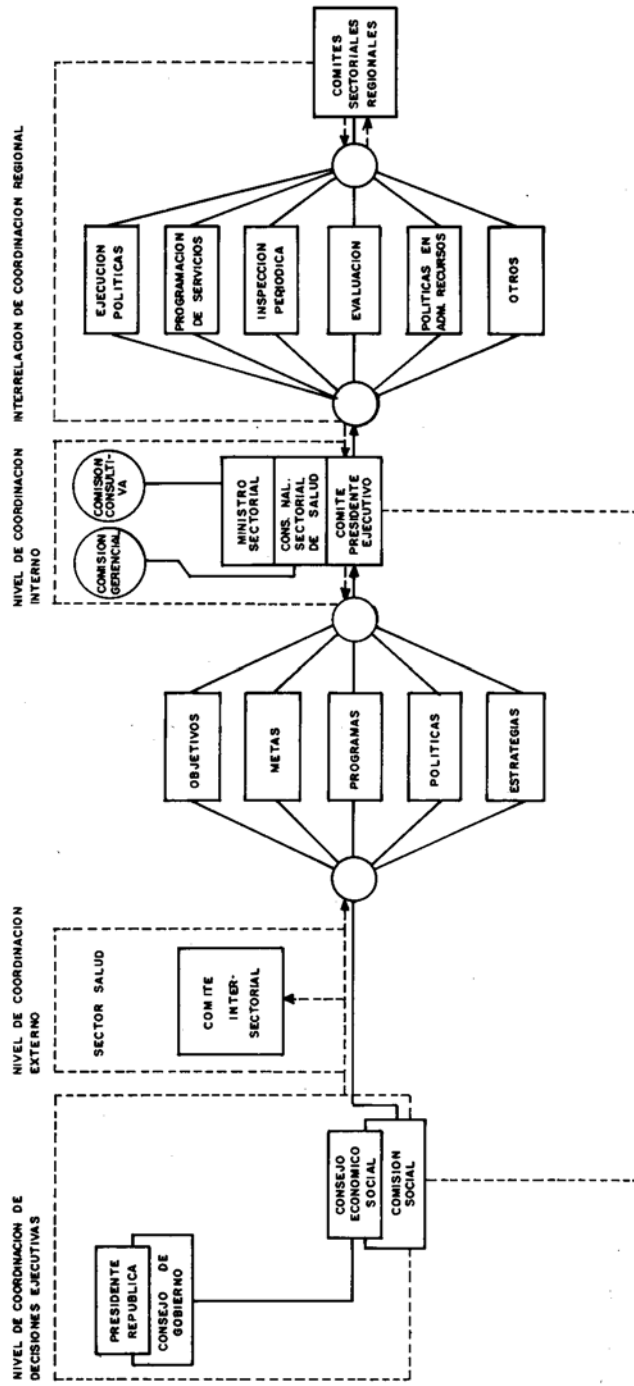 NIVEL DE COORDINACION DE
DECISIONES EJECUTIVAS
PRESIDENTE
REPUBLICA
CONSEJO DE
GOBIERNO
CONSEJO
ECONOMICO
SOCIAL
COMISION
SOCIAL
NIVEL DE COORDINACION
EXTERNO
SECTOR SALUD
COMITE
INTER-
SECTORIAL
OBJETIVOS
METAS
PROGRAMAS
POLITICAS
ESTRATEGIAS
NIVEL DE COORDINACION
INTERNO
COMISION
GERENCIAL
COMISION
CONSULTI-
VA
MINISTRO
SECTORIAL
CONS. NAL.
SECTORIAL
DE SALUD
COMITE
PRESIDENTE
EJECUTIVO
INTERRELACION DE COORDINACION REGIONAL
EJECUCION
POLITICAS
PROGRAMACION
DE SERVICIOS
INSPECCION
PERIODICA
EVALUACION
POLITICAS EN
ADM. RECURSOS
OTROS
COMITES
SECTORIALES
REGIONALES